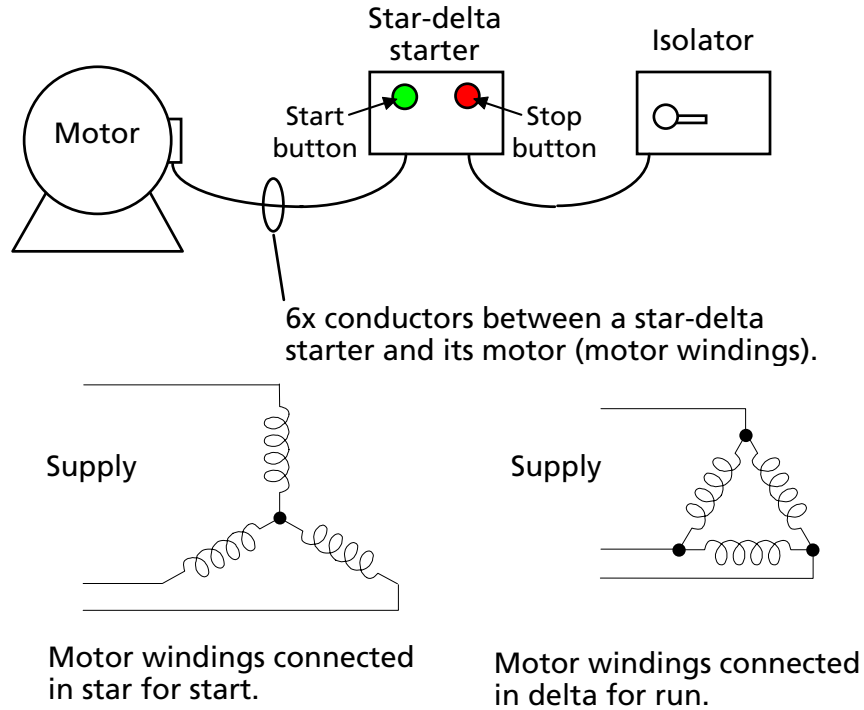 Star-delta
starter
Isolator
Motor
Start
button
Stop
button
6x conductors between a star-delta
starter and its motor (motor windings).
Supply
Supply
Motor windings connected
in star for start.
Motor windings connected
in delta for run.